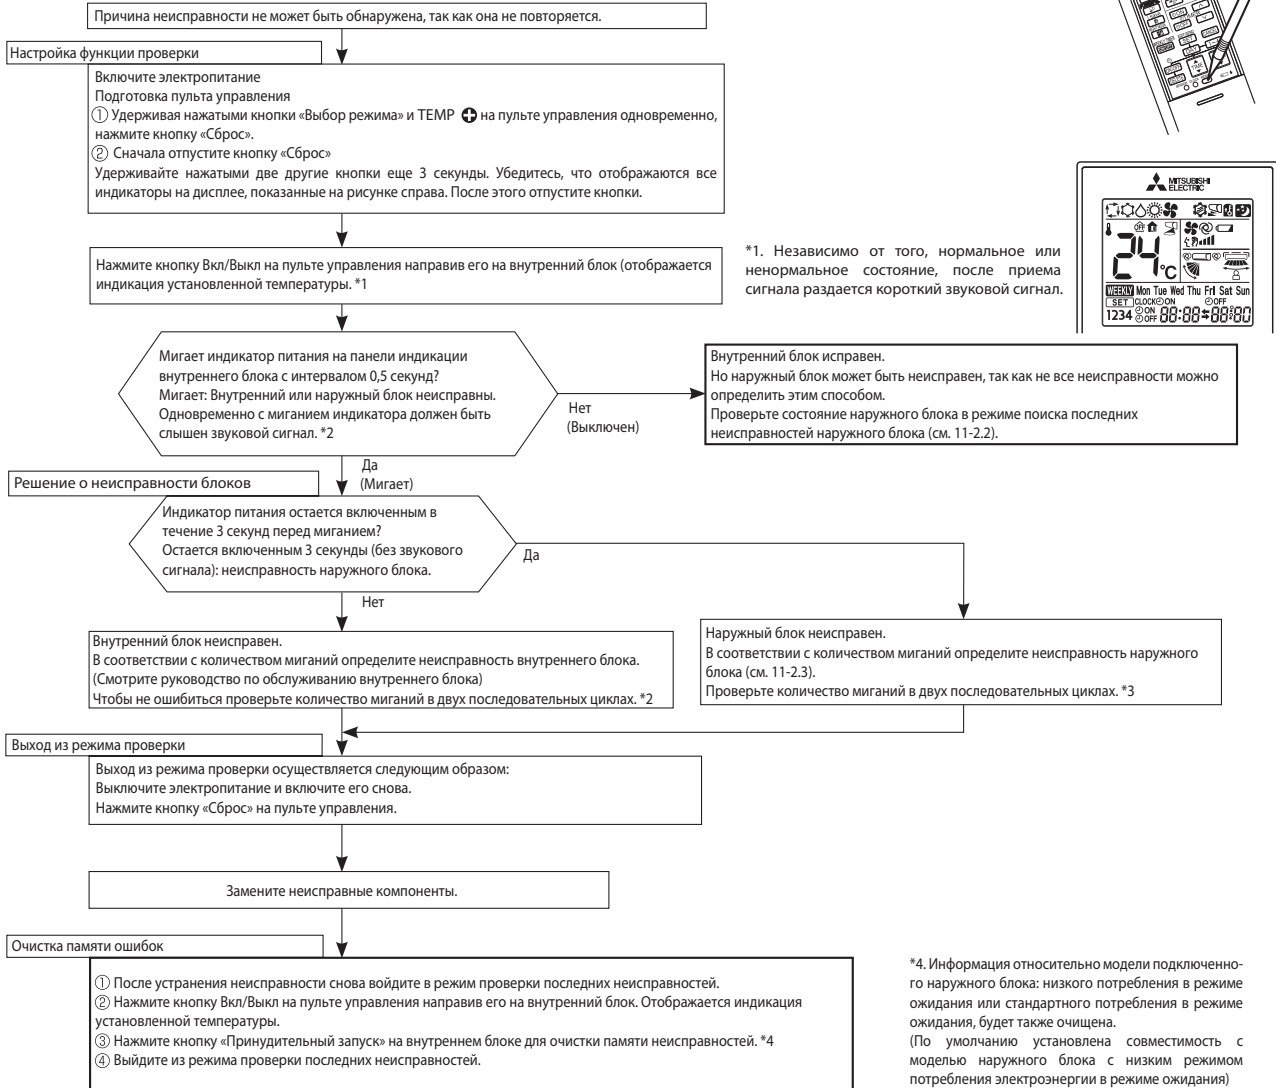 Причина неисправности не может быть обнаружена, так как она не повторяется.
Настройка функции проверки
Включите электропитание
Подготовка пульта управления
① Удерживая нажатыми кнопки «Выбор режима» и TEMP ➕ на пульте управления одновременно,
нажмите кнопку «Сброс».
② Сначала отпустите кнопку «Сброс»
Удерживайте нажатыми две другие кнопки еще 3 секунды. Убедитесь, что отображаются все
индикаторы на дисплее, показанные на рисунке справа. После этого отпустите кнопки.
TIME
MITSUBISHI
ELECTRIC
OFF
24°C
WEEKLY Mon Tue Wed Thu Fri Sat Sun
SET CLOCK ON OFF
1234 ON OFF 88:88 88:80
Нажмите кнопку Вкл/Выкл на пульте управления направив его на внутренний блок (отображается
индикация установленной температуры. *1
*1. Независимо от того, нормальное или
ненормальное состояние, после приема
сигнала раздается короткий звуковой сигнал.
Мигает индикатор питания на панели индикации
внутреннего блока с интервалом 0,5 секунд?
Мигает: Внутренний или наружный блок неисправны.
Одновременно с миганием индикатора должен быть
слышен звуковой сигнал. *2
Нет
(Выключен)
Внутренний блок исправен.
Но наружный блок может быть неисправен, так как не все неисправности можно
определить этим способом.
Проверьте состояние наружного блока в режиме поиска последних
неисправностей наружного блока (см. 11-2.2).
Да
(Мигает)
Решение о неисправности блоков
Индикатор питания остается включенным в
течение 3 секунд перед миганием?
Остается включенным 3 секунды (без звукового
сигнала): неисправность наружного блока.
Да
Нет
Внутренний блок неисправен.
В соответствии с количеством миганий определите неисправность внутреннего блока.
(Смотрите руководство по обслуживанию внутреннего блока)
Чтобы не ошибиться проверьте количество миганий в двух последовательных циклах. *2
Наружный блок неисправен.
В соответствии с количеством миганий определите неисправность наружного
блока (см. 11-2.3).
Проверьте количество миганий в двух последовательных циклах. *3
Выход из режима проверки
Выход из режима проверки осуществляется следующим образом:
Выключите электропитание и включите его снова.
Нажмите кнопку «Сброс» на пульте управления.
Замените неисправные компоненты.
Очистка памяти ошибок
① После устранения неисправности снова войдите в режим проверки последних неисправностей.
② Нажмите кнопку Вкл/Выкл на пульте управления направив его на внутренний блок. Отображается индикация
установленной температуры.
③ Нажмите кнопку «Принудительный запуск» на внутреннем блоке для очистки памяти неисправностей. *4
④ Выйдите из режима проверки последних неисправностей.
*4. Информация относительно модели подключенно-
го наружного блока: низкого потребления в режиме
ожидания или стандартного потребления в режиме
ожидания, будет также очищена.
(По умолчанию установлена совместимость с
моделью наружного блока с низким режимом
потребления электроэнергии в режиме ожидания)